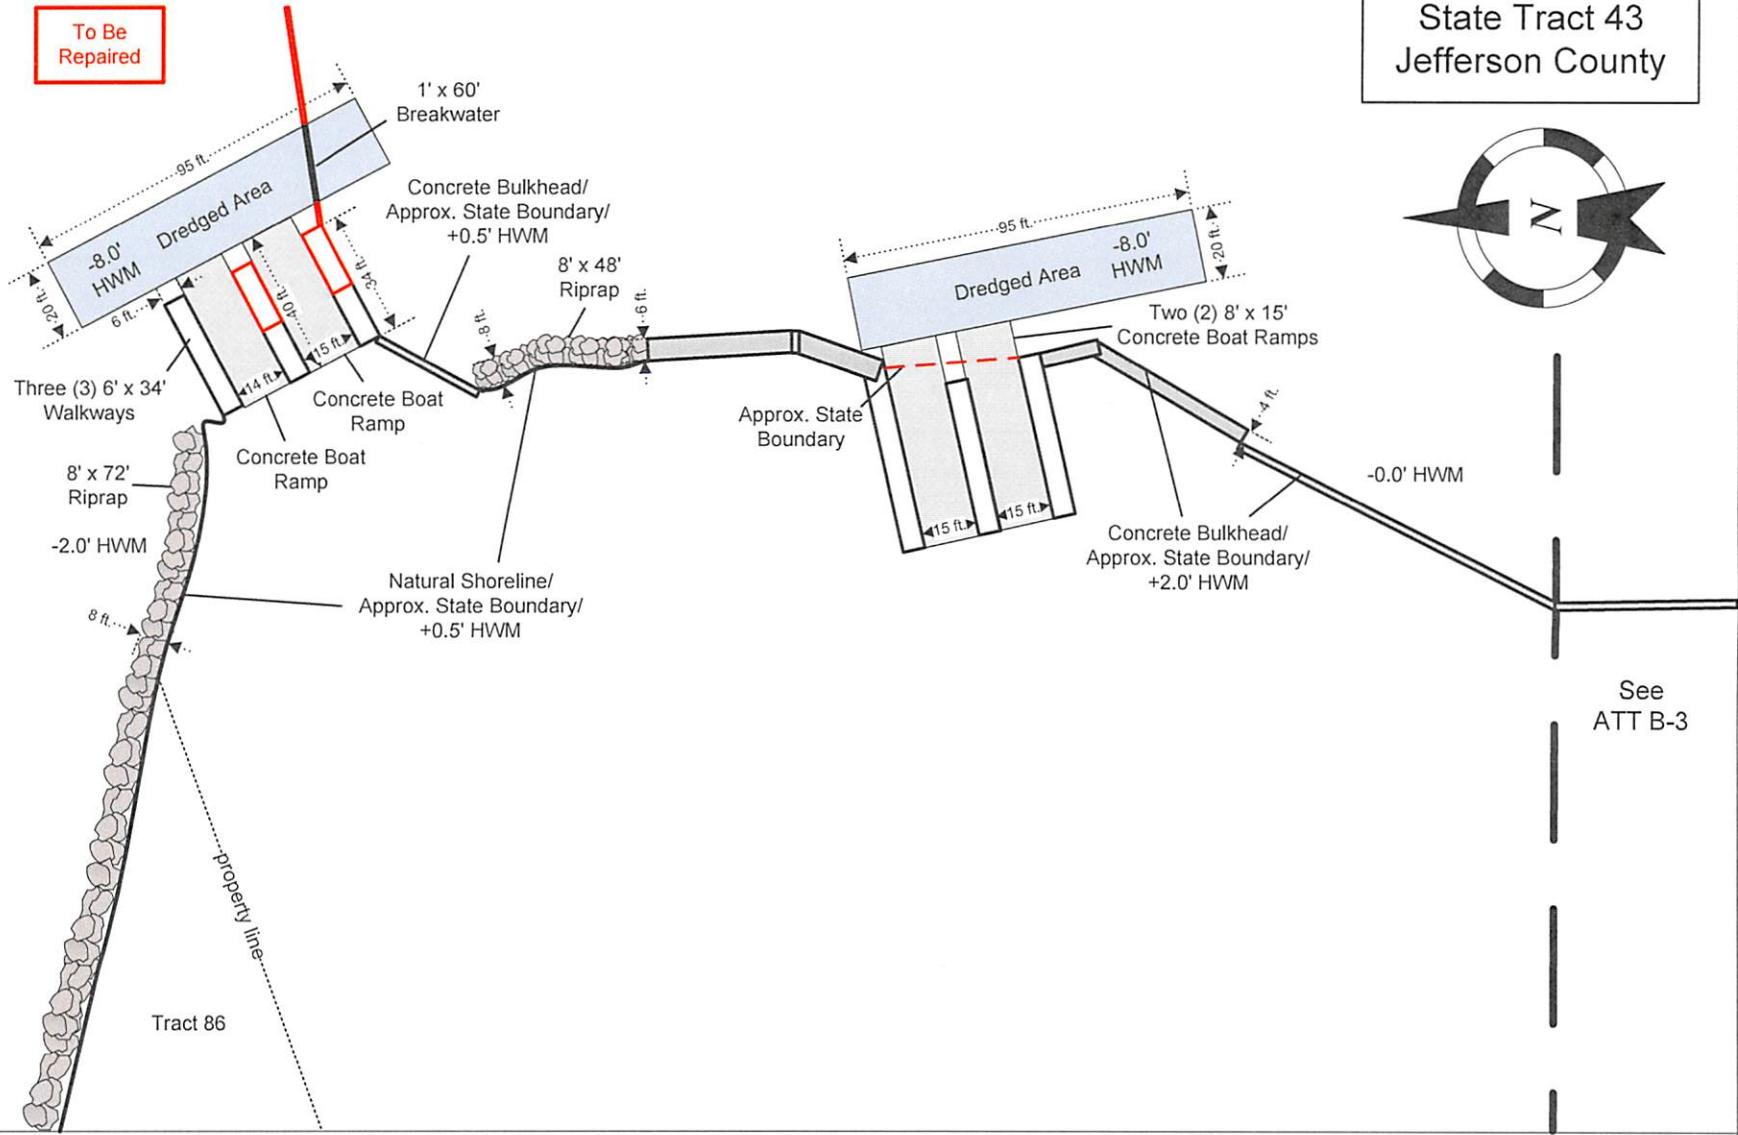 To Be
Repaired
State Tract 43
Jefferson County
1' x 60'
Breakwater
95 ft.
Dredged Area
-8.0'
HWM
20 ft.
6 ft.
40 ft.
34 ft.
15 ft.
14 ft.
Three (3) 6' x 34'
Walkways
Concrete Boat
Ramp
Concrete Boat
Ramp
Concrete Bulkhead/
Approx. State Boundary/
+0.5' HWM
8' x 48'
Riprap
8 ft.
6 ft.
95 ft.
Dredged Area
-8.0'
HWM
20 ft.
N
Two (2) 8' x 15'
Concrete Boat Ramps
Approx. State
Boundary
15 ft.
15 ft.
4 ft.
-0.0' HWM
Concrete Bulkhead/
Approx. State Boundary/
+2.0' HWM
8' x 72'
Riprap
-2.0' HWM
8 ft.
Natural Shoreline/
Approx. State Boundary/
+0.5' HWM
See
ATT B-3
property line
Tract 86